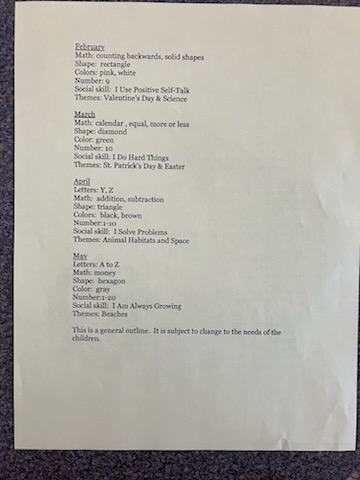 February
Math: counting backwards, solid shapes
Shape: rectangle
Colors: pink, white
Number: 9
Social skill: I Use Positive Self-Talk
Themes: Valentine's Day & Science
March
Math: calendar , equal, more or less
Shape: diamond
Color: green
Number: 10
Social skill: I Do Hard Things
Themes: St. Patrick's Day & Easter
April
Letters: Y, Z
Math: addition, subtraction
Shape: triangle
Colors: black, brown
Number:1-10
Social skill: I Solve Problems
Themes: Animal Habitats and Space
May
Letters: A to Z
Math: money
Shape: hexagon
Color: gray
Number:1-20
Social skill: I Am Always Growing
Themes: Beaches
This is a general outline. It is subject to change to the needs of the
children.